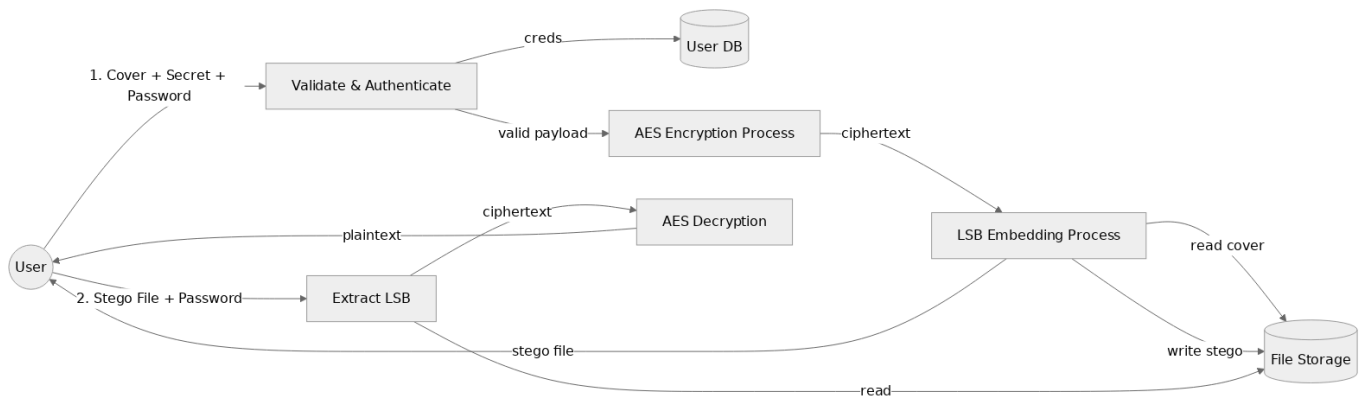 creds
User DB
1. Cover + Secret +
Password
Validate & Authenticate
valid payload
AES Encryption Process
ciphertext
ciphertext
AES Decryption
plaintext
LSB Embedding Process
read cover
User
2. Stego File + Password
Extract LSB
stego file
write stego
File Storage
read